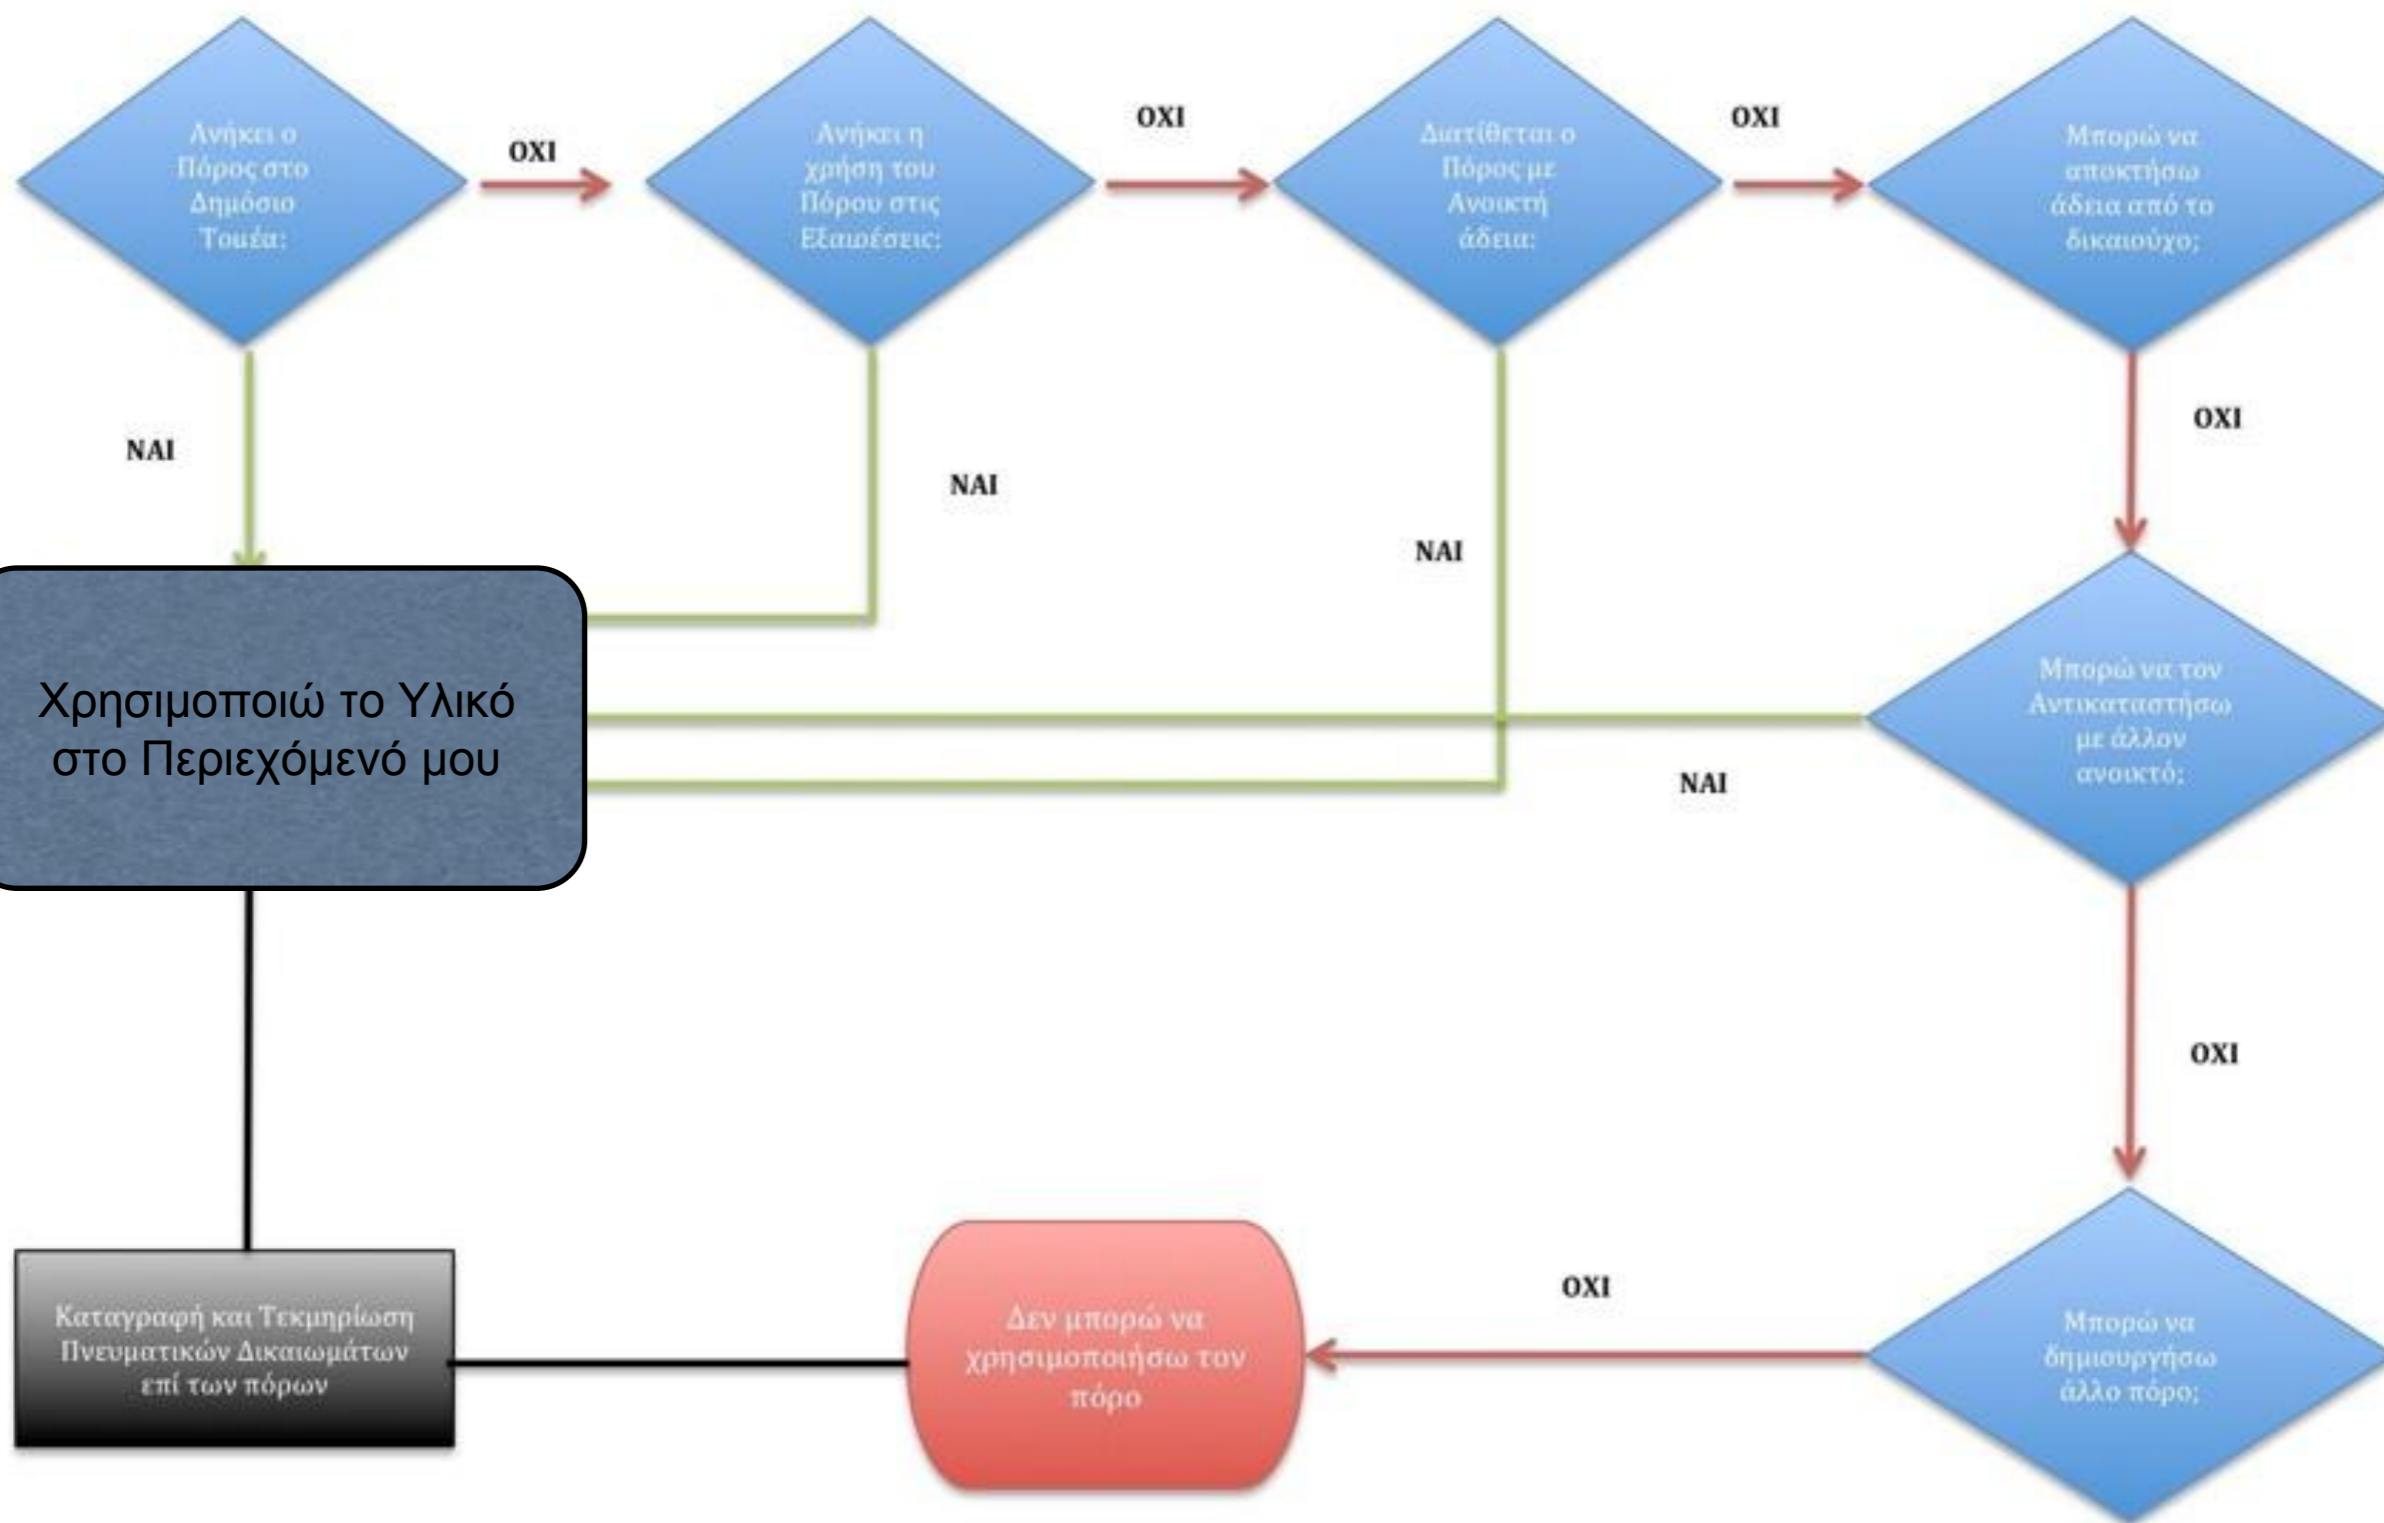 Ανήκει ο
Πόρος στο
Δημόσιο
Τομέα;
ΟΧΙ
Ανήκει η
χρήση του
Πόρου στις
Εξαιρέσεις;
ΟΧΙ
Διατίθεται ο
Πόρος με
Ανοικτή
άδεια;
ΟΧΙ
Μπορώ να
αποκτήσω
άδεια από το
δικαιούχο;
ΝΑΙ
ΝΑΙ
ΝΑΙ
ΟΧΙ
Χρησιμοποιώ το Υλικό
στο Περιεχόμενό μου
Μπορώ να τον
Αντικαταστήσω
με άλλον
ανοικτό;
ΝΑΙ
ΟΧΙ
Καταγραφή και Τεκμηρίωση
Πνευματικών Δικαιωμάτων
επί των πόρων
Δεν μπορώ να
χρησιμοποιήσω τον
πόρο
ΟΧΙ
Μπορώ να
δημιουργήσω
άλλο πόρο;